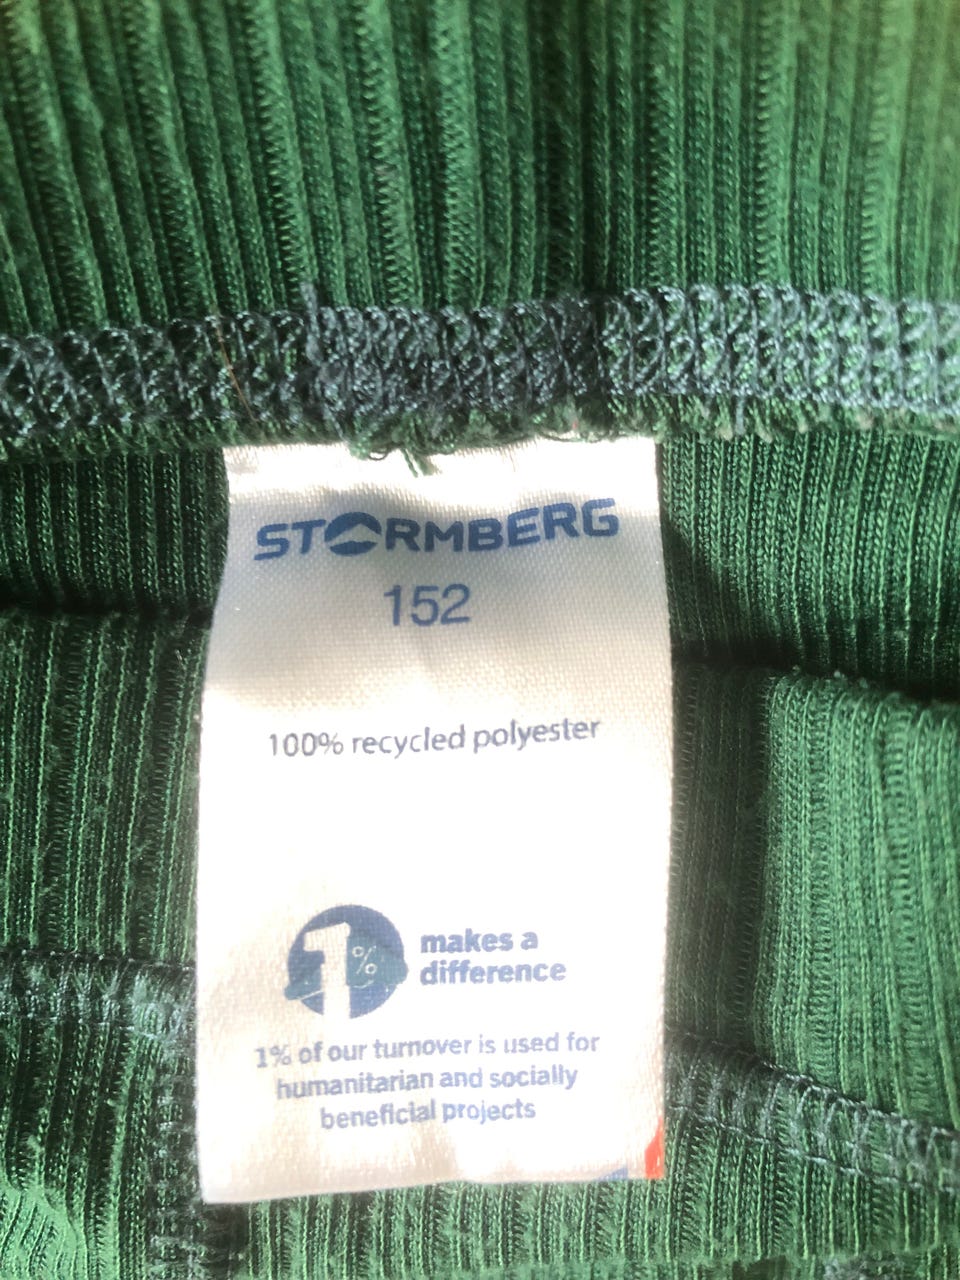 STORMBERG
152
100% recycled polyester
1%
makes a
difference
1% of our turnover is used for
humanitarian and socially
beneficial projects